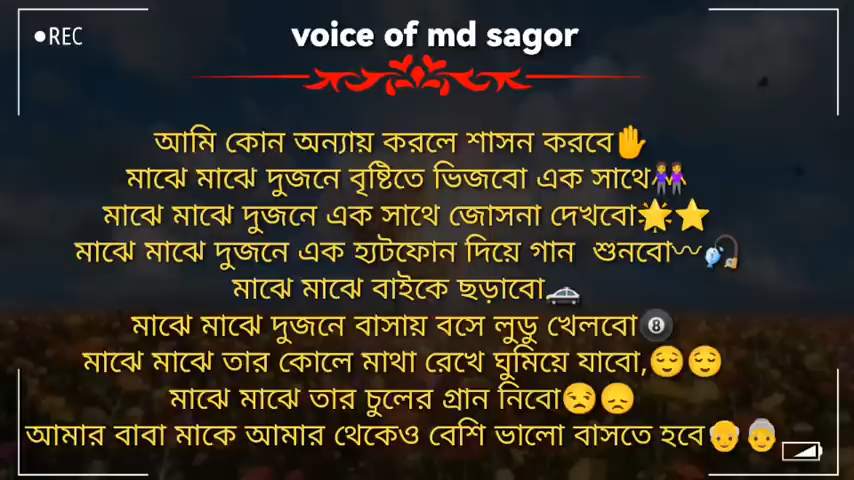 ●REC
voice of md sagor
আমি কোন অন্যায় করলে শাসন করবে✋
মাঝে মাঝে দুজনে বৃষ্টিতে ভিজবো এক সাথে👭
মাঝে মাঝে দুজনে এক সাথে জোসনা দেখবো🌟⭐
মাঝে মাঝে দুজনে এক হ্যটফোন দিয়ে গান শুনবো〰🎣
মাঝে মাঝে বাইকে ছড়াবো🚓
মাঝে মাঝে দুজনে বাসায় বসে লুডু খেলবো🎱
মাঝে মাঝে তার কোলে মাথা রেখে ঘুমিয়ে যাবো,😌😌
মাঝে মাঝে তার চুলের গ্রান নিবো😒😞
আমার বাবা মাকে আমার থেকেও বেশি ভালো বাসতে হবে👴👵